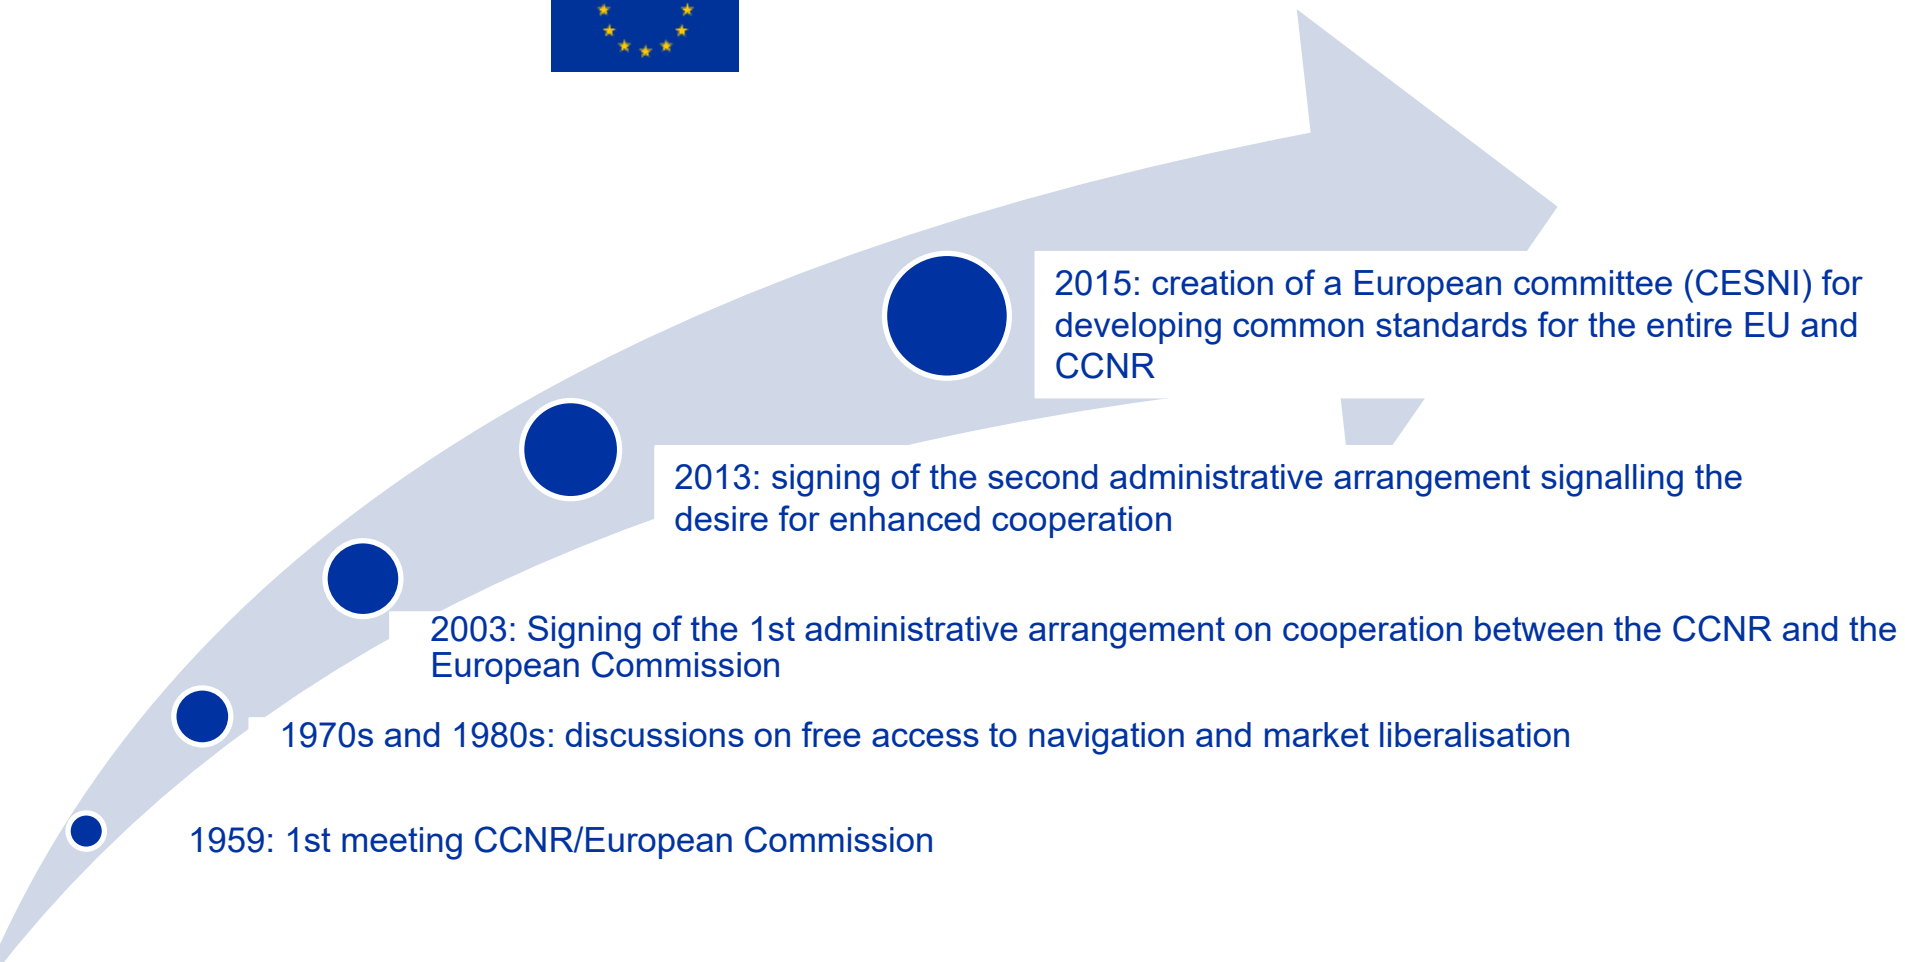 2015: creation of a European committee (CESNI) for
developing common standards for the entire EU and
CCNR
2013: signing of the second administrative arrangement signalling the
desire for enhanced cooperation
2003: Signing of the 1st administrative arrangement on cooperation between the CCNR and the
European Commission
1970s and 1980s: discussions on free access to navigation and market liberalisation
1959: 1st meeting CCNR/European Commission